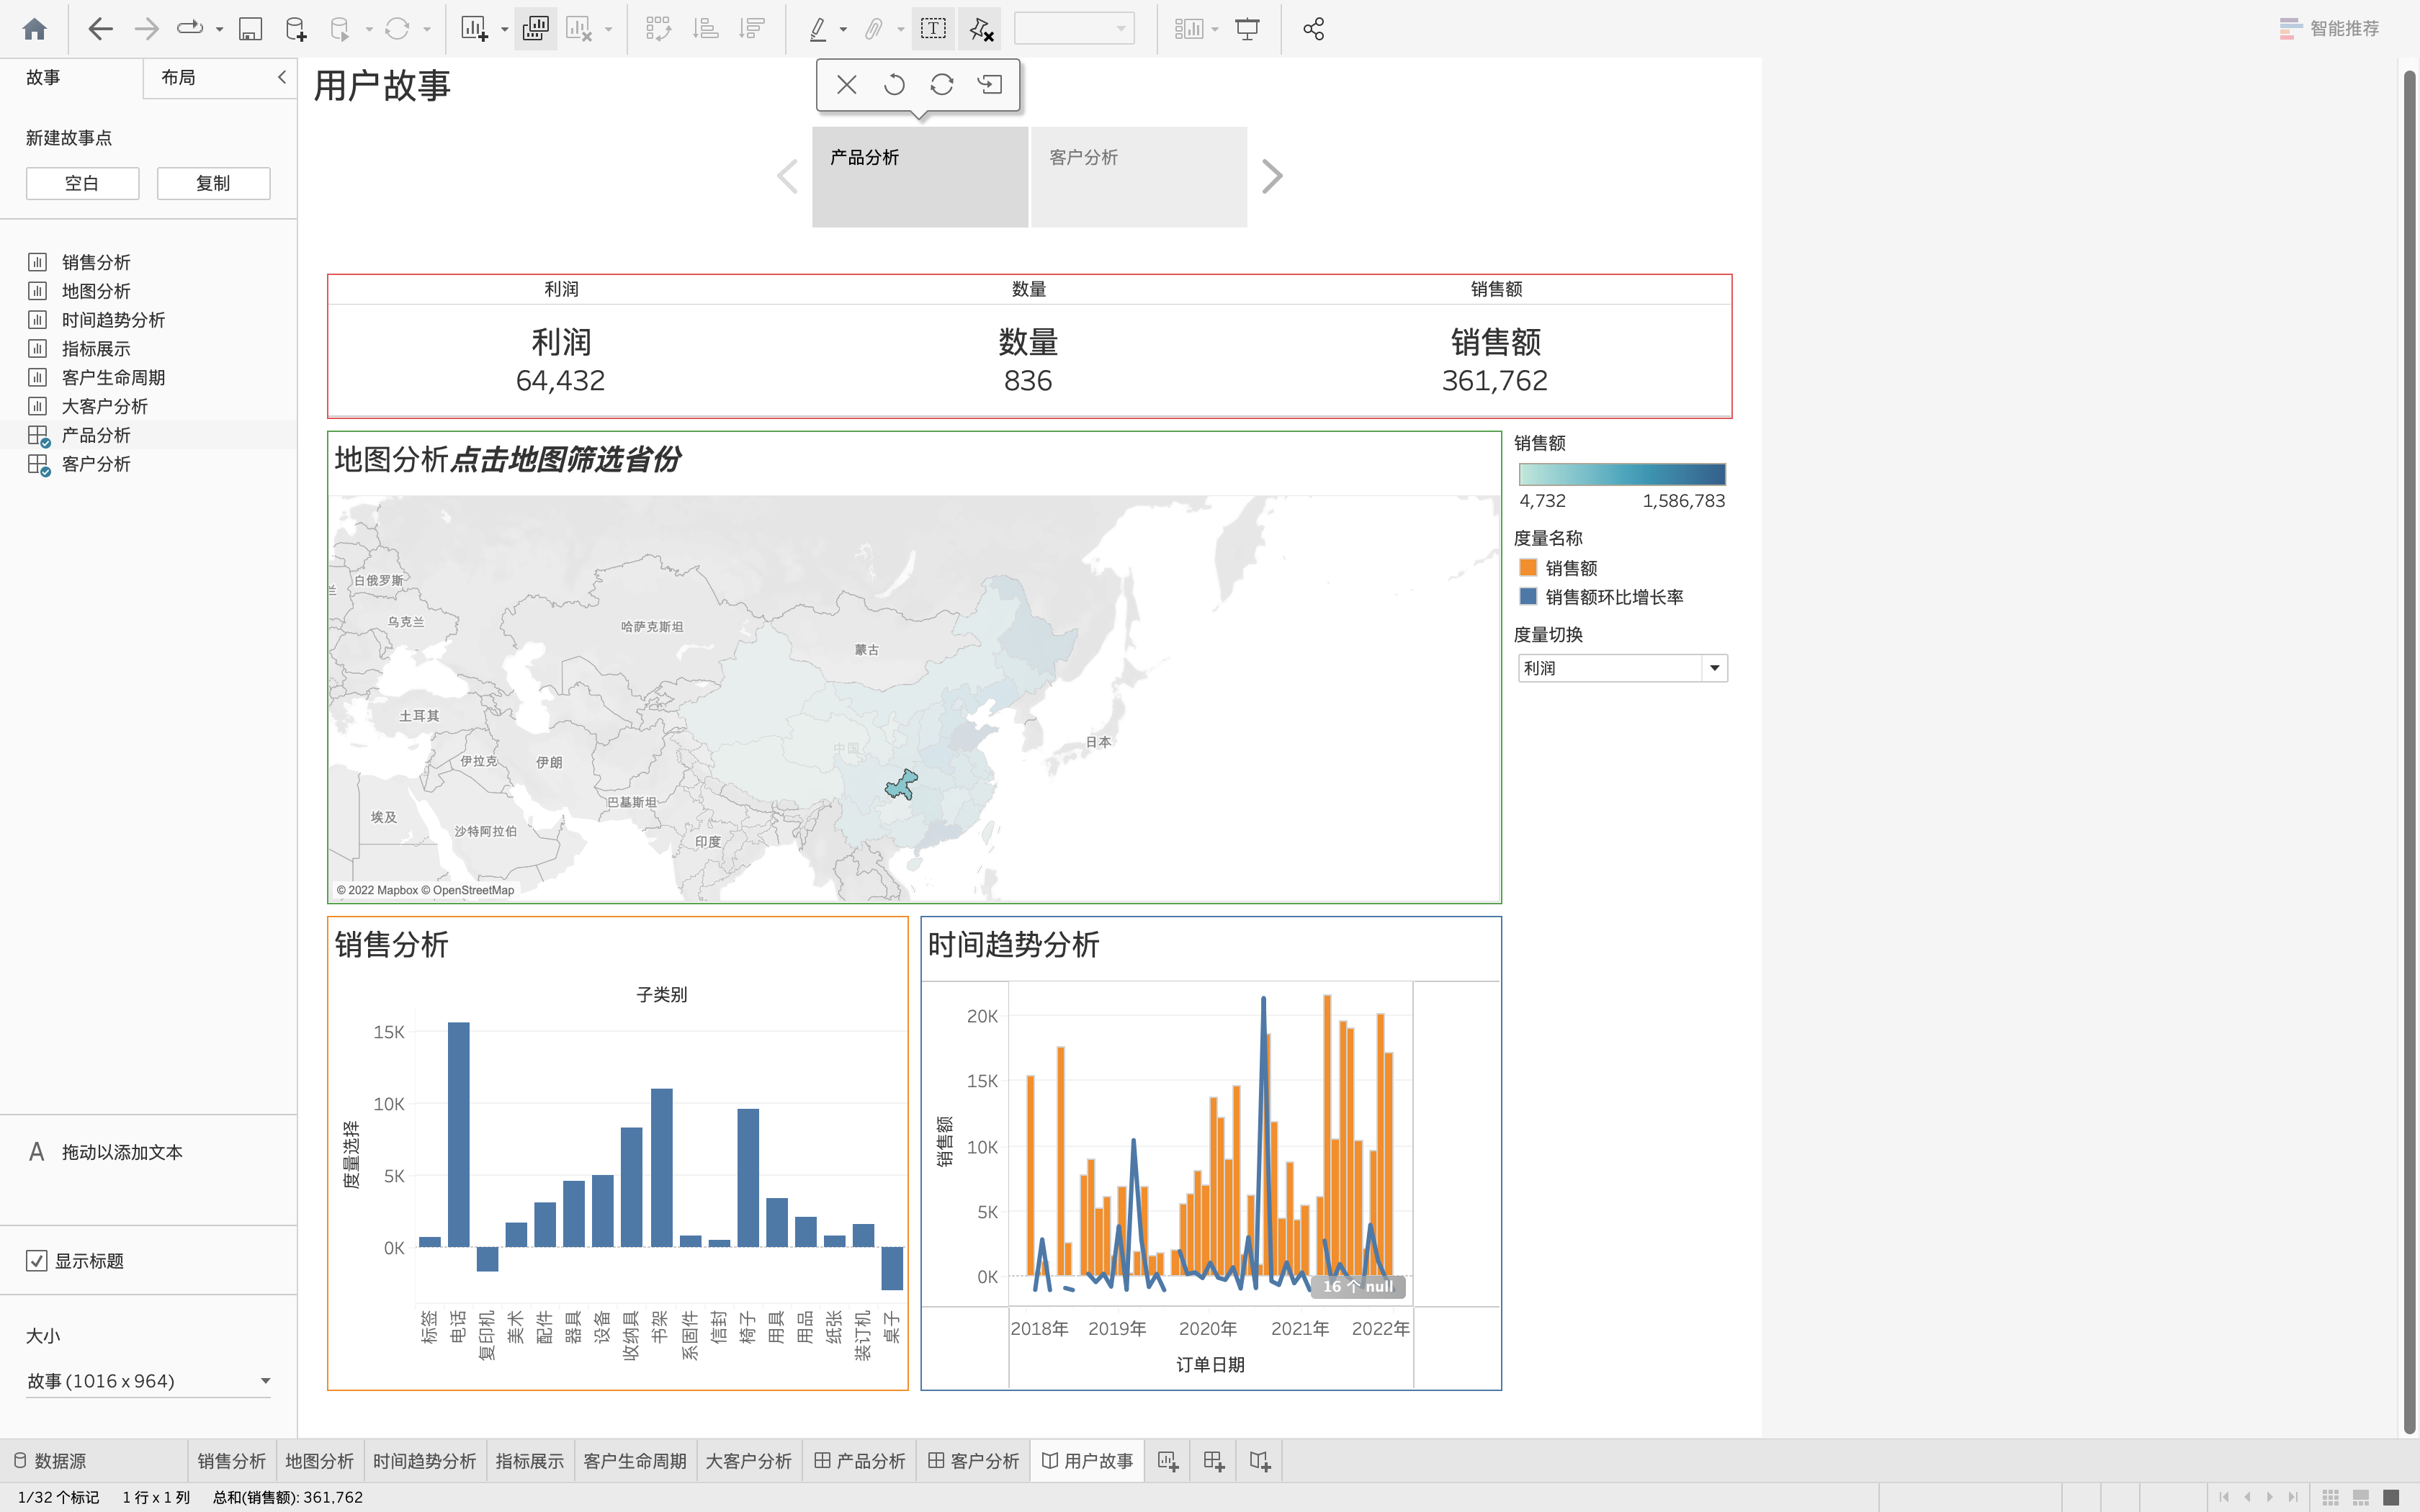 智能推荐
故事
布局
新建故事点
空白
复制
销售分析
地图分析
时间趋势分析
指标展示
客户生命周期
大客户分析
产品分析
客户分析
A 拖动以添加文本
显示标题
大小
故事 (1016 x 964)
用户故事
产品分析
客户分析
利润 数量 销售额
利润 数量 销售额
64,432 836 361,762
地图分析点击地图筛选省份
白俄罗斯
乌克兰
哈萨克斯坦
蒙古
土耳其
中国
日本
伊拉克
伊朗
巴基斯坦
埃及
沙特阿拉伯
印度
© 2022 Mapbox © OpenStreetMap
销售额
4,732 1,586,783
度量名称
销售额
销售额环比增长率
度量切换
利润
销售分析
子类别
15K
10K
5K
0K
度量选择
标签 电话 复印机 美术 配件 器具 设备 收纳具 书架 系固件 信封 椅子 用具 用品 纸张 装订机 桌子
时间趋势分析
20K
15K
10K
5K
0K
销售额
16 个 null
2018年 2019年 2020年 2021年 2022年
订单日期
数据源 销售分析 地图分析 时间趋势分析 指标展示 客户生命周期 大客户分析 产品分析 客户分析 用户故事
1/32 个标记 1 行 x 1 列 总和(销售额): 361,762